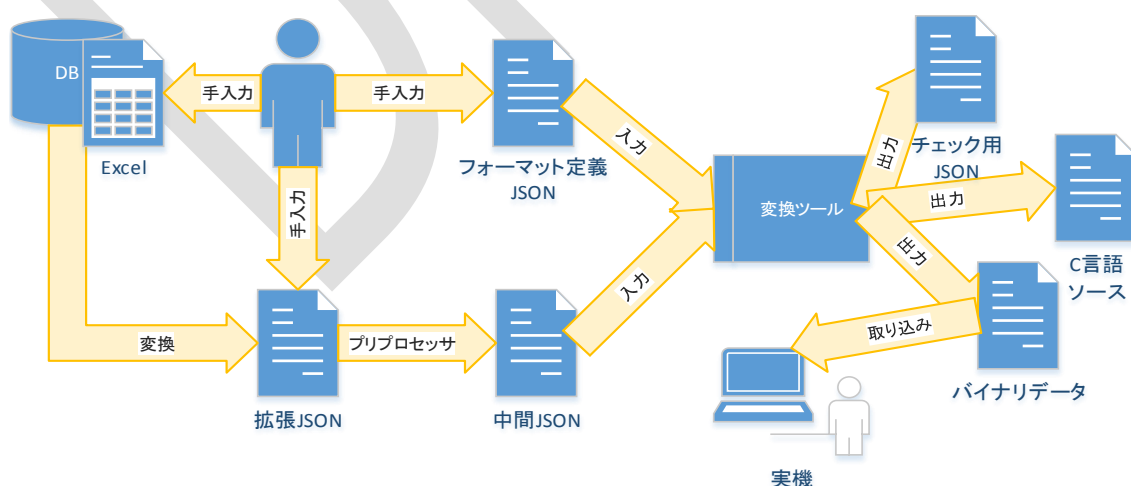 DB
Excel
手入力
手入力
手入力
フォーマット定義
JSON
入力
変換ツール
出力
チェック用
JSON
出力
C言語
ソース
出力
変換
拡張JSON
プリプロセッサ
中間JSON
入力
取り込み
バイナリデータ
実機